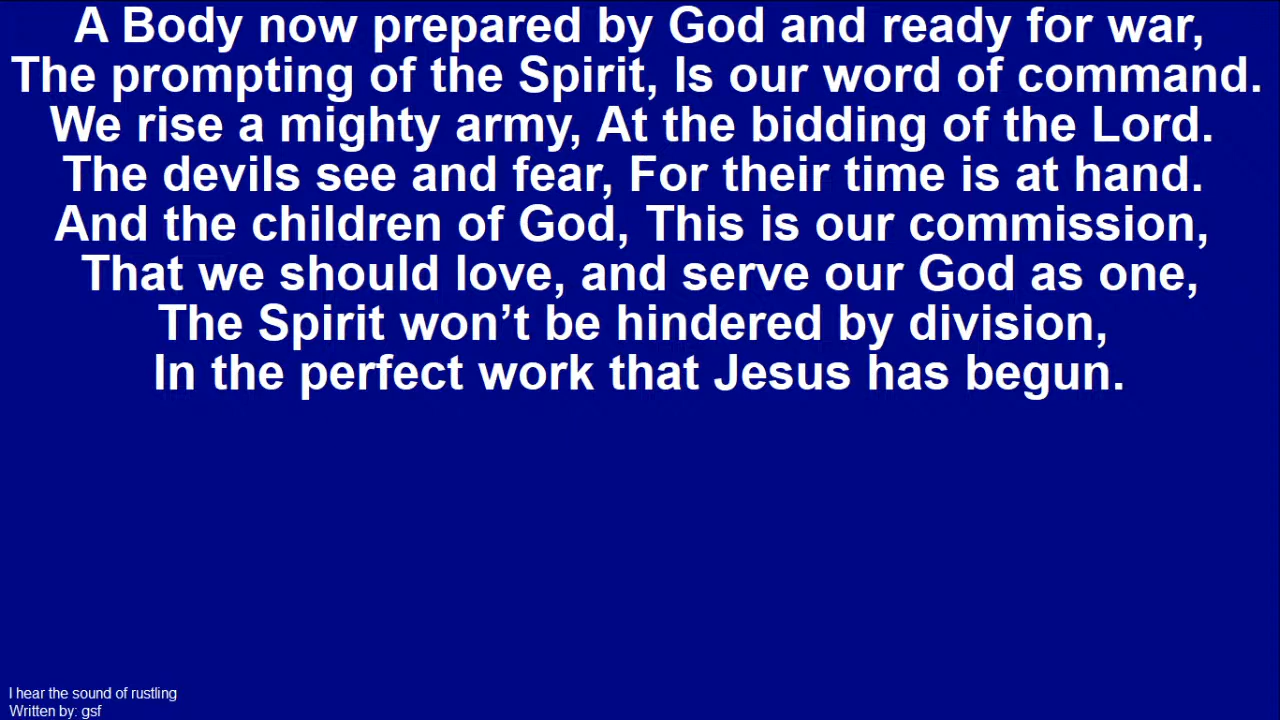 A Body now prepared by God and ready for war,
The prompting of the Spirit, Is our word of command.
We rise a mighty army, At the bidding of the Lord.
The devils see and fear, For their time is at hand.
And the children of God, This is our commission,
That we should love, and serve our God as one,
The Spirit won’t be hindered by division,
In the perfect work that Jesus has begun.
I hear the sound of rustling
Written by: gsf